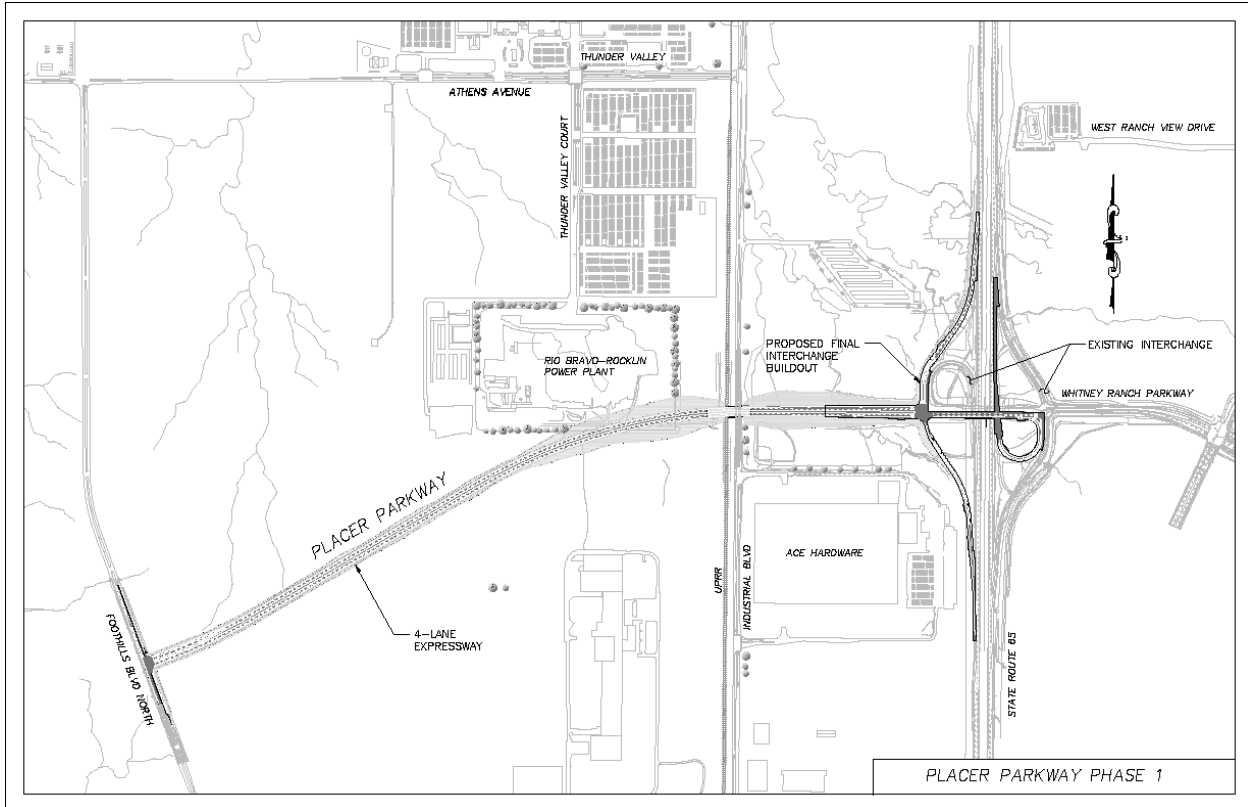 THUNDER VALLEY
ATHENS AVENUE
THUNDER VALLEY COURT
WEST RANCH VIEW DRIVE
PROPOSED FINAL
INTERCHANGE
BUILDOUT
EXISTING INTERCHANGE
RIO BRAVO-ROCKLIN
POWER PLANT
WHITNEY RANCH PARKWAY
PLACER PARKWAY
ACE HARDWARE
UPRR
INDUSTRIAL BLVD
4-LANE
EXPRESSWAY
FOOTHILLS BLVD NORTH
STATE ROUTE 65
PLACER PARKWAY PHASE 1